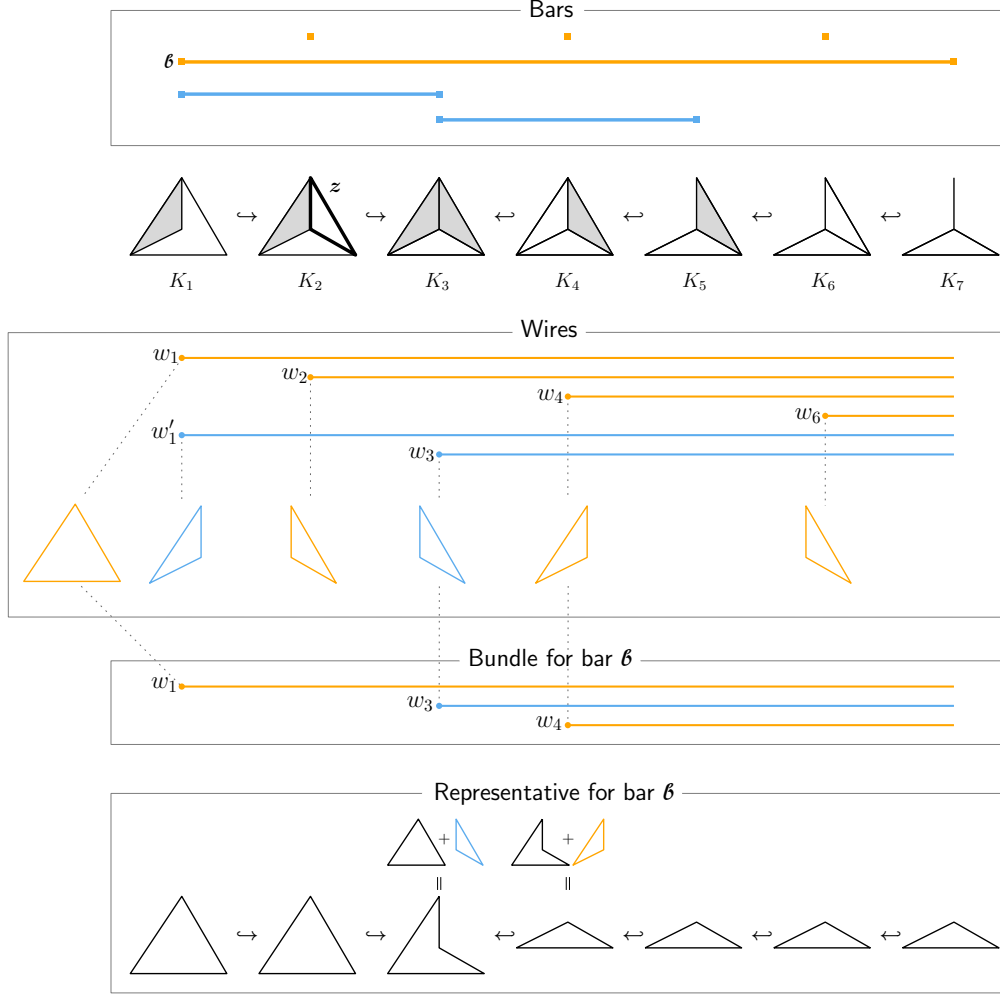 Bars
𝓫
z
↪ ↪ ↩ ↩ ↩ ↩
K₁ K₂ K₃ K₄ K₅ K₆ K₇
Wires
w₁
w₂
w₄
w₆
w′₁
w₃
Bundle for bar 𝓫
w₁
w₃
w₄
Representative for bar 𝓫
+ +
= =
↪ ↪ ↩ ↩ ↩ ↩